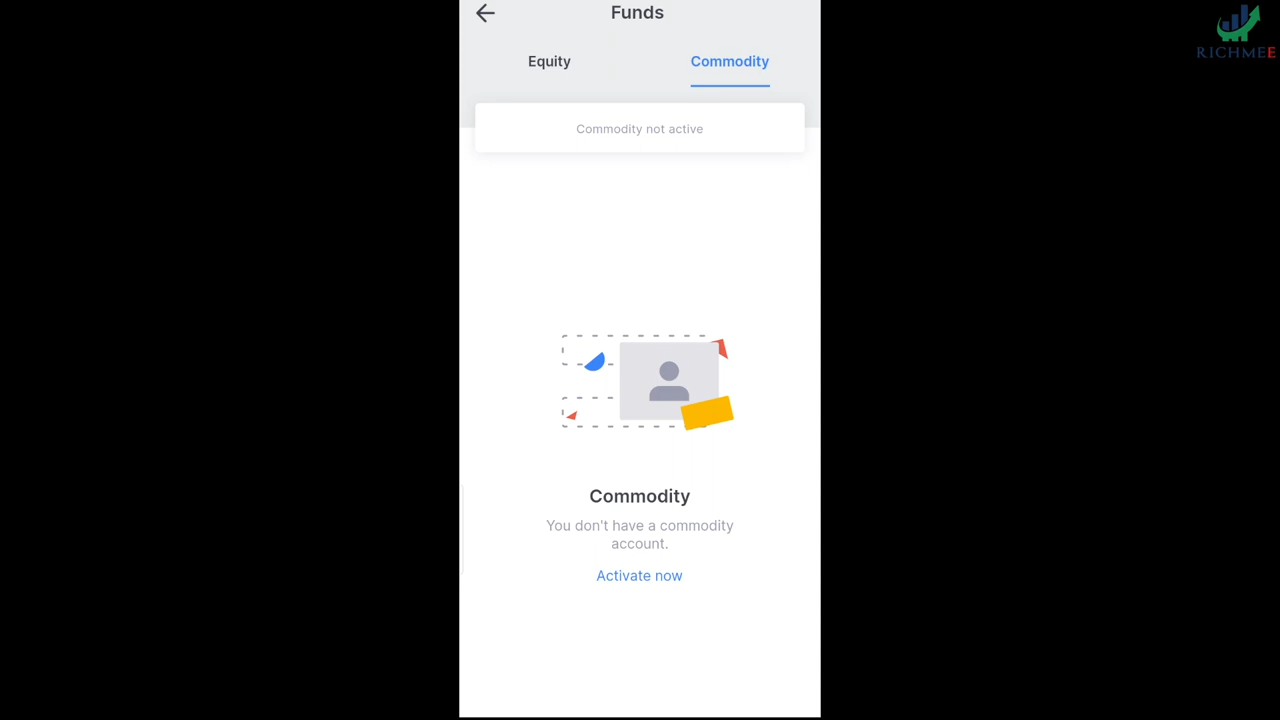 Funds
RICHMEE
Equity
Commodity
Commodity not active
Commodity
You don't have a commodity
account.
Activate now